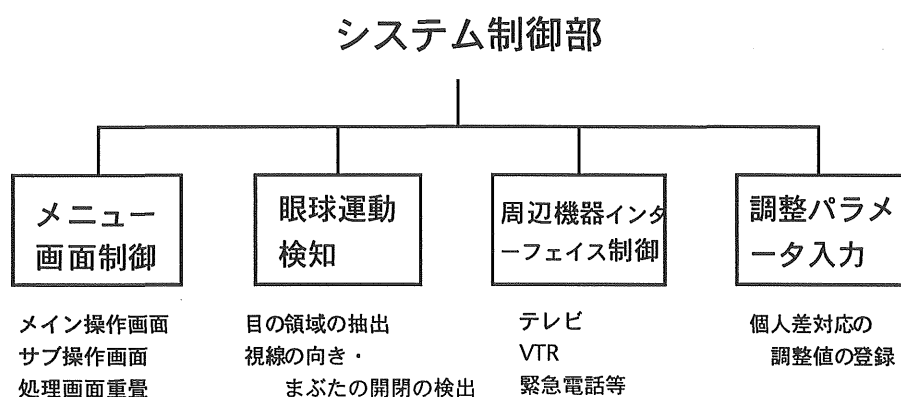 システム制御部
メニュー
画面制御
眼球運動
検知
周辺機器インタ
ーフェイス制御
調整パラメ
ータ入力
メイン操作画面
サブ操作画面
処理画面重畳
目の領域の抽出
視線の向き・
まぶたの開閉の検出
テレビ
VTR
緊急電話等
個人差対応の
調整値の登録